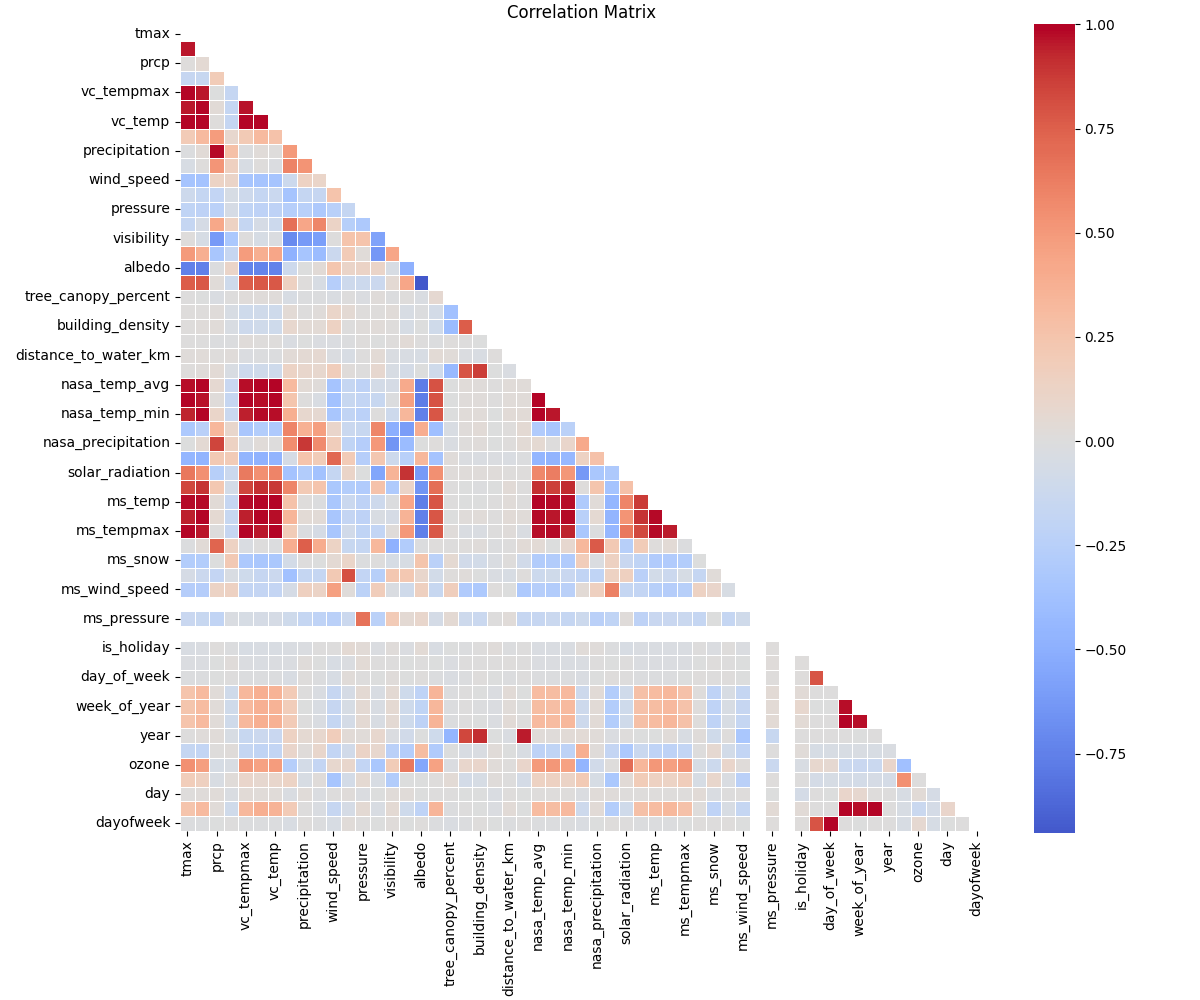 Correlation Matrix
tmax
prcp
vc_tempmax
vc_temp
precipitation
wind_speed
pressure
visibility
albedo
tree_canopy_percent
building_density
distance_to_water_km
nasa_temp_avg
nasa_temp_min
nasa_precipitation
solar_radiation
ms_temp
ms_tempmax
ms_snow
ms_wind_speed
ms_pressure
is_holiday
day_of_week
week_of_year
year
ozone
day
dayofweek
tmax
prcp
vc_tempmax
vc_temp
precipitation
wind_speed
pressure
visibility
albedo
tree_canopy_percent
building_density
distance_to_water_km
nasa_temp_avg
nasa_temp_min
nasa_precipitation
solar_radiation
ms_temp
ms_tempmax
ms_snow
ms_wind_speed
ms_pressure
is_holiday
day_of_week
week_of_year
year
ozone
day
dayofweek
1.00
0.75
0.50
0.25
0.00
−0.25
−0.50
−0.75